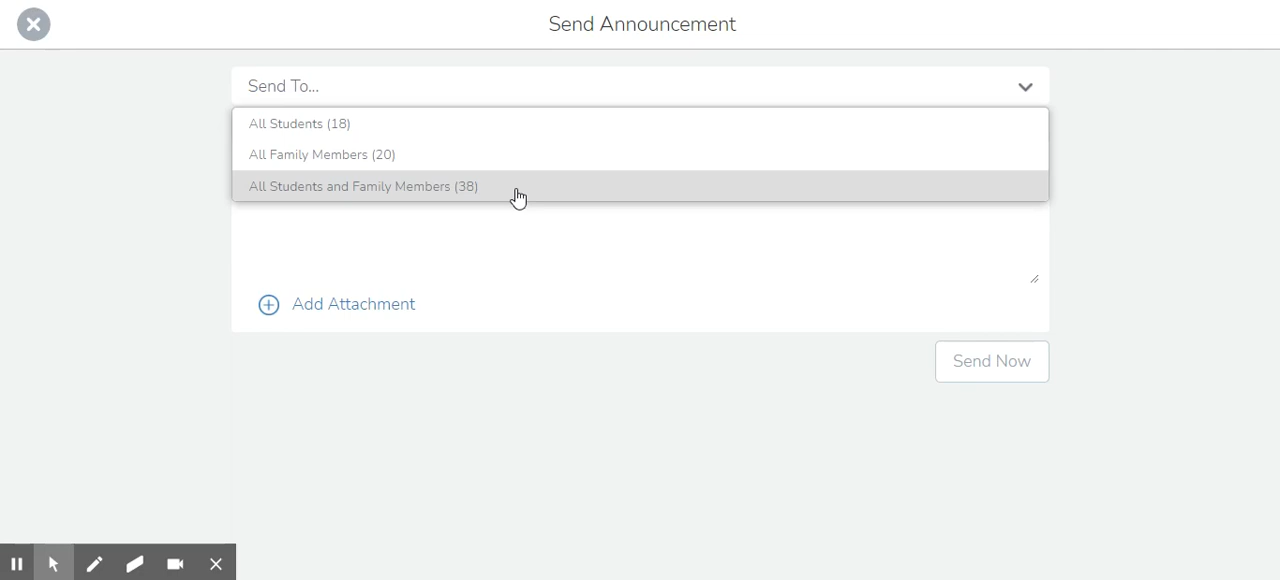 Send Announcement
Send To...
All Students (18)
All Family Members (20)
All Students and Family Members (38)
Add Attachment
Send Now